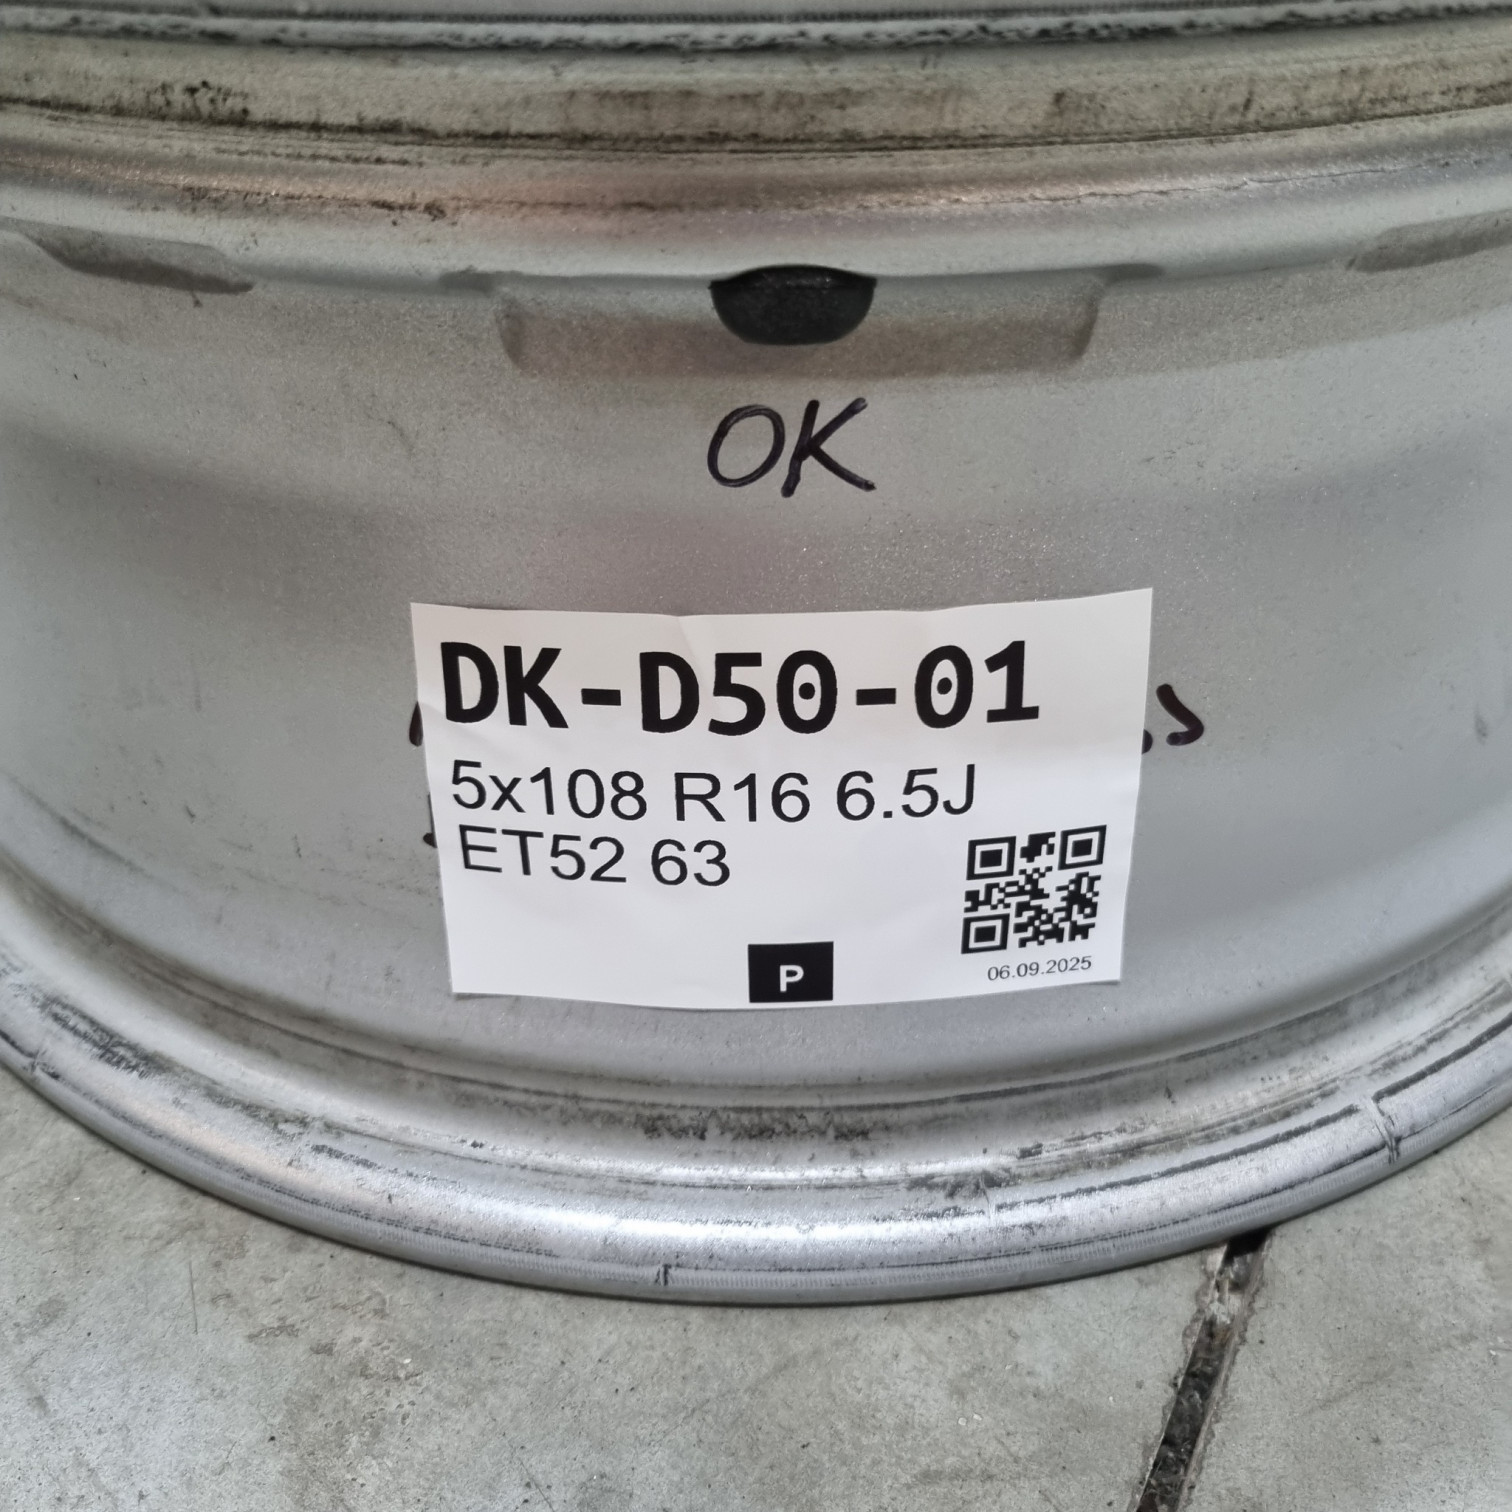 OK
DK-D50-01
5x108 R16 6.5J
ET52 63
P
06.09.2025